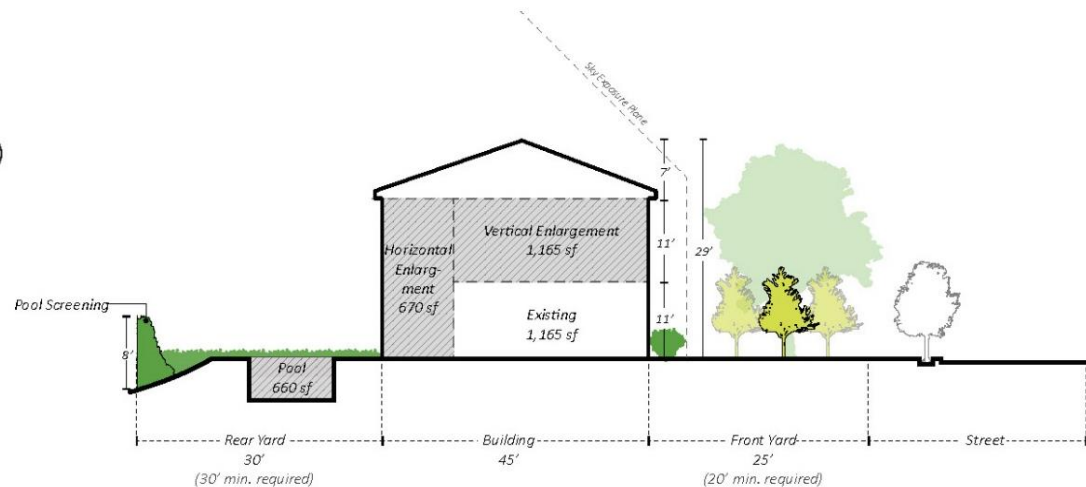 Sky Exposure Plane
7'
Vertical Enlargement
1,165 sf
Horizontal
Enlarg-
ment
670 sf
11'
29'
Pool Screening
Existing
1,165 sf
11'
8'
Pool
660 sf
Rear Yard
30'
(30' min. required)
Building
45'
Front Yard
25'
(20' min. required)
Street